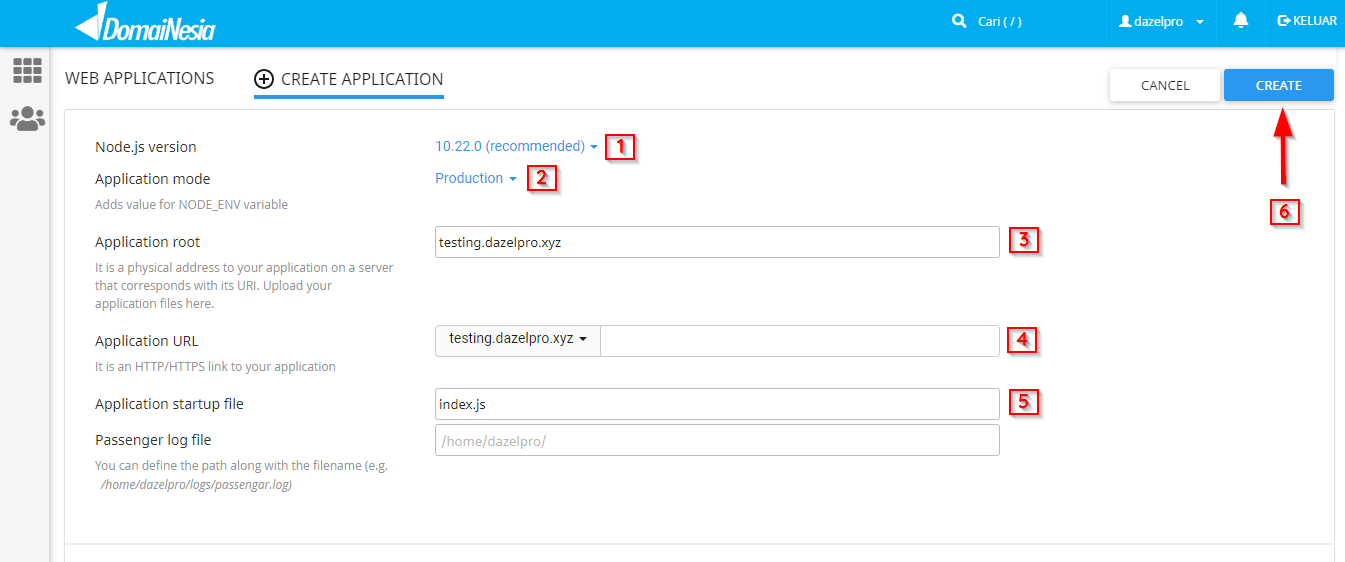 DomaiNesia
Cari ( / )
dazelpro
KELUAR
WEB APPLICATIONS
CREATE APPLICATION
CANCEL
CREATE
Node.js version
10.22.0 (recommended)
1
Application mode
Production
2
Adds value for NODE_ENV variable
6
Application root
testing.dazelpro.xyz
3
It is a physical address to your application on a server
that corresponds with its URI. Upload your
application files here.
Application URL
testing.dazelpro.xyz
4
It is an HTTP/HTTPS link to your application
Application startup file
index.js
5
Passenger log file
/home/dazelpro/
You can define the path along with the filename (e.g.
/home/dazelpro/logs/passengar.log)